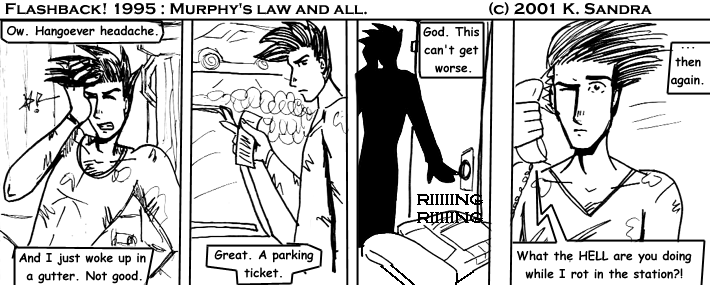 FLASHBACK! 1995 : MURPHY'S LAW AND ALL.
(C) 2001 K. SANDRA
Ow. Hangoever headache.
And I just woke up in
a gutter. Not good.
Great. A parking
ticket.
God. This
can't get
worse.
RIIIIING
RIIIIING
...
then
again.
What the HELL are you doing
while I rot in the station?!